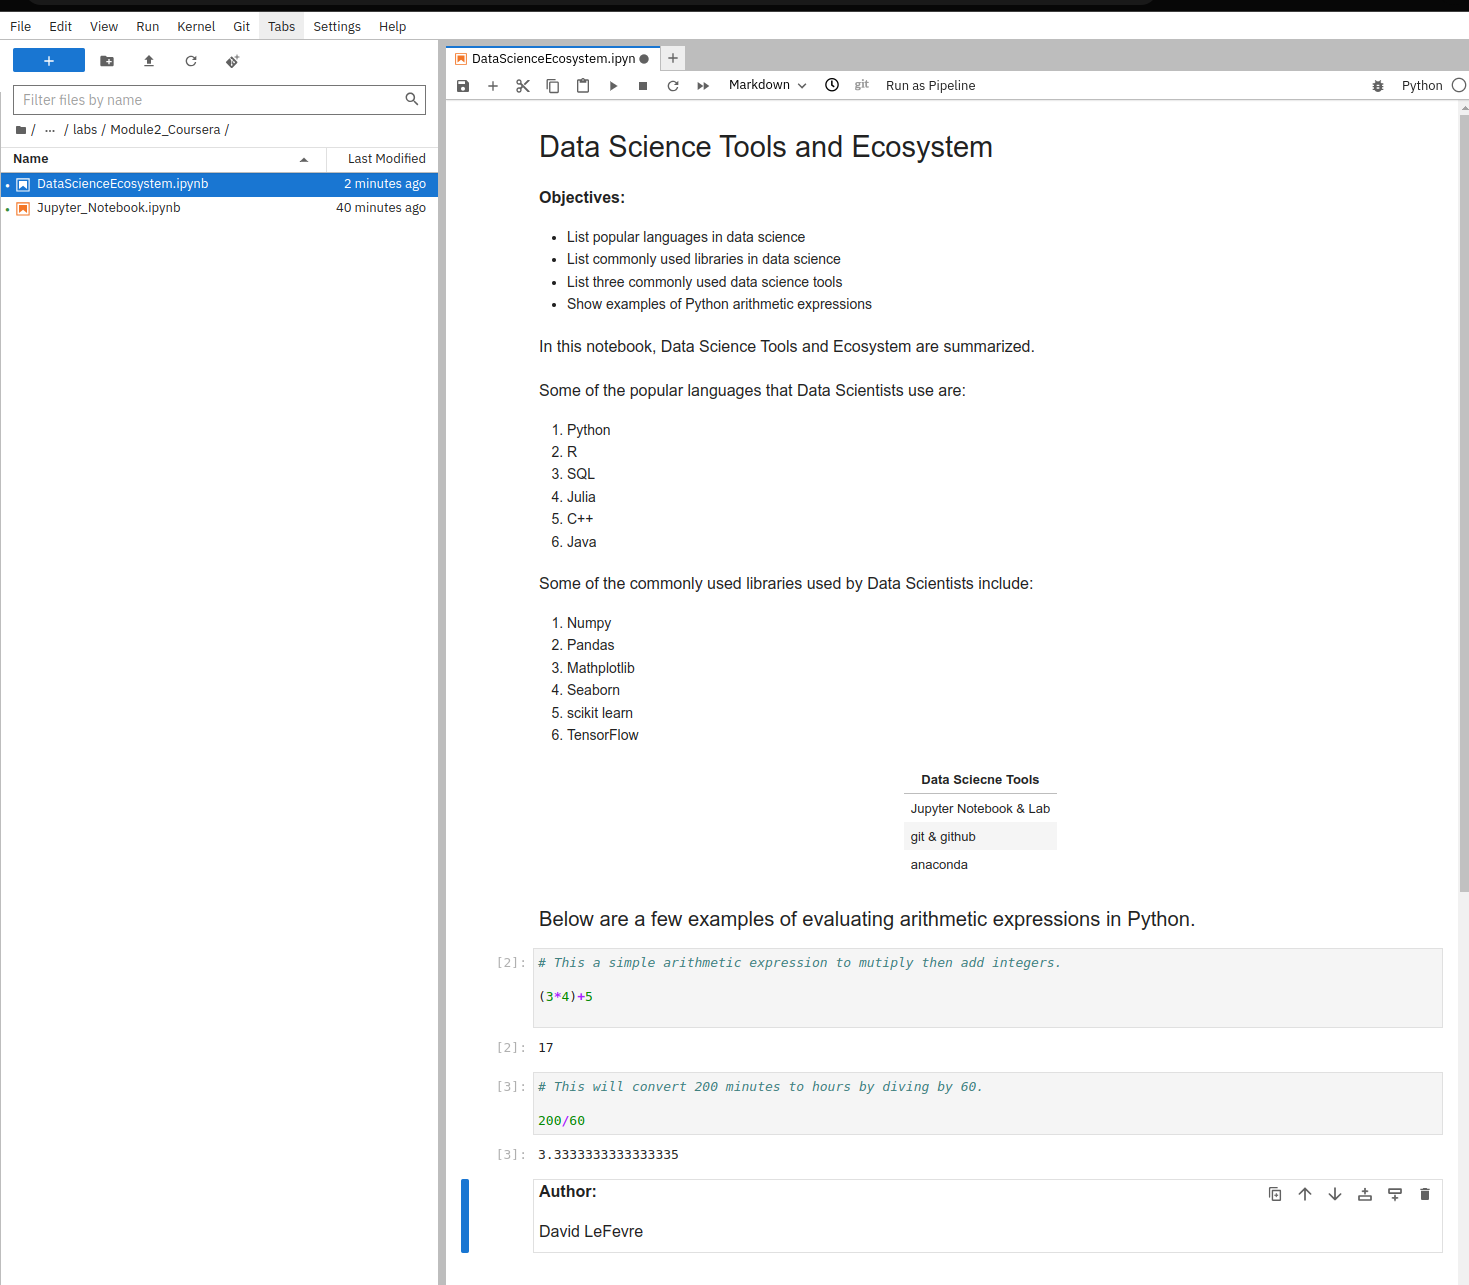 File Edit View Run Kernel Git Tabs Settings Help
+
Filter files by name
/ ... / labs / Module2_Coursera /
Name Last Modified
DataScienceEcosystem.ipynb 2 minutes ago
Jupyter_Notebook.ipynb 40 minutes ago
DataScienceEcosystem.ipyn
Markdown git Run as Pipeline Python
Data Science Tools and Ecosystem
Objectives:
• List popular languages in data science
• List commonly used libraries in data science
• List three commonly used data science tools
• Show examples of Python arithmetic expressions
In this notebook, Data Science Tools and Ecosystem are summarized.
Some of the popular languages that Data Scientists use are:
1. Python
2. R
3. SQL
4. Julia
5. C++
6. Java
Some of the commonly used libraries used by Data Scientists include:
1. Numpy
2. Pandas
3. Mathplotlib
4. Seaborn
5. scikit learn
6. TensorFlow
Data Sciecne Tools
Jupyter Notebook & Lab
git & github
anaconda
Below are a few examples of evaluating arithmetic expressions in Python.
[2]: # This a simple arithmetic expression to mutiply then add integers.
(3*4)+5
[2]: 17
[3]: # This will convert 200 minutes to hours by diving by 60.
200/60
[3]: 3.3333333333333335
Author:
David LeFevre